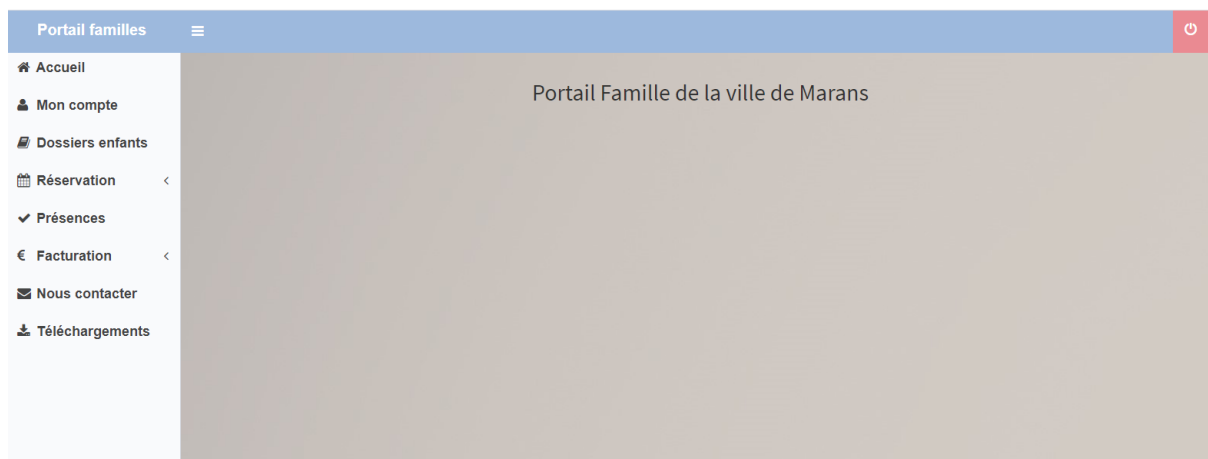 Portail familles
Accueil
Portail Famille de la ville de Marans
Mon compte
Dossiers enfants
Réservation
Présences
€ Facturation
Nous contacter
Téléchargements